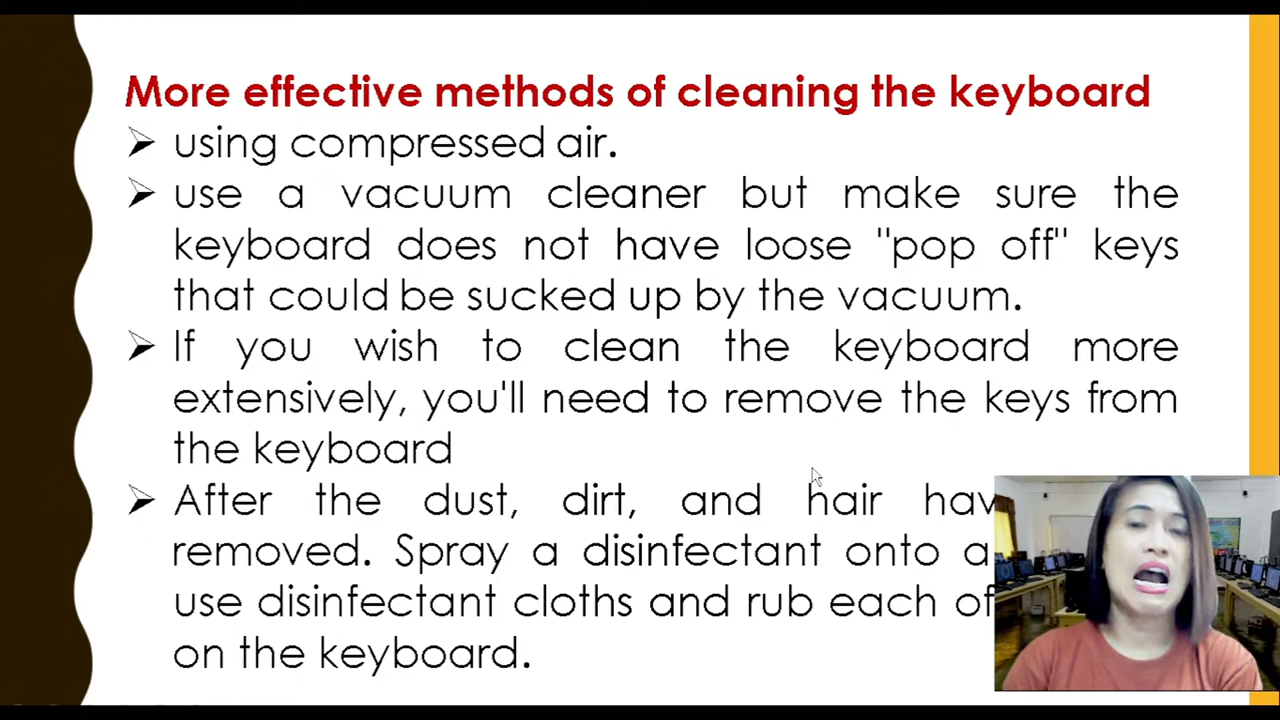 More effective methods of cleaning the keyboard
➢ using compressed air.
➢ use a vacuum cleaner but make sure the
keyboard does not have loose "pop off" keys
that could be sucked up by the vacuum.
➢ If you wish to clean the keyboard more
extensively, you'll need to remove the keys from
the keyboard
➢ After the dust, dirt, and hair
removed. Spray a disinfectant onto a
use disinfectant cloths and rub each of
on the keyboard.